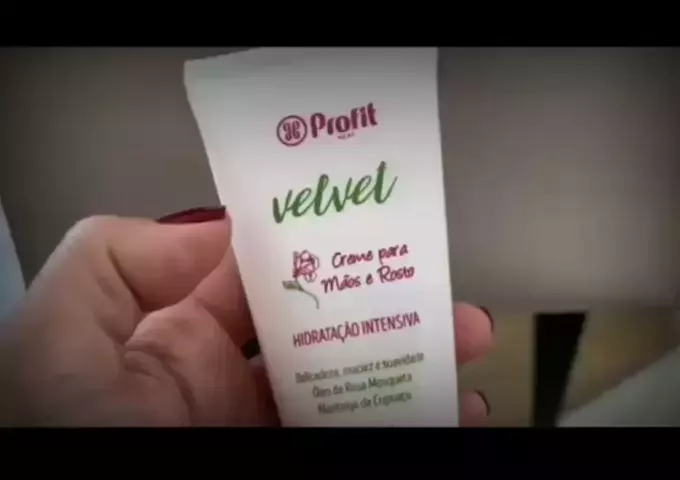 Profit
velvet
Creme para
Mãos e Rosto
HIDRATAÇÃO INTENSIVA
Delicadeza, maciez e suavidade
Óleo de Rosa Mosqueta
Manteiga de Cupuaçu